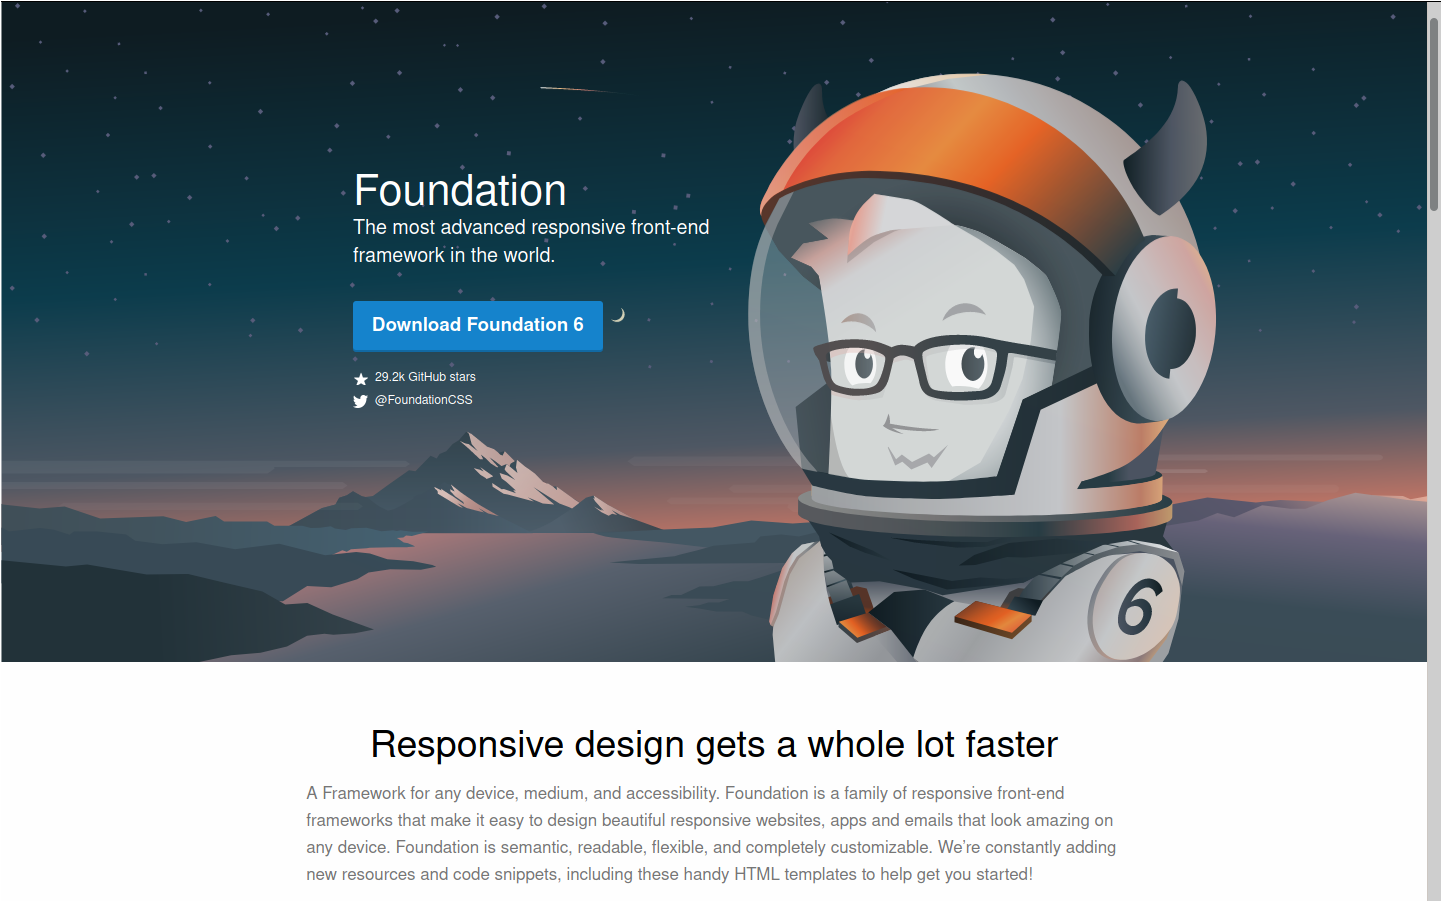 Foundation
The most advanced responsive front-end
framework in the world.
Download Foundation 6
29.2k GitHub stars
@FoundationCSS
6
Responsive design gets a whole lot faster
A Framework for any device, medium, and accessibility. Foundation is a family of responsive front-end
frameworks that make it easy to design beautiful responsive websites, apps and emails that look amazing on
any device. Foundation is semantic, readable, flexible, and completely customizable. We’re constantly adding
new resources and code snippets, including these handy HTML templates to help get you started!